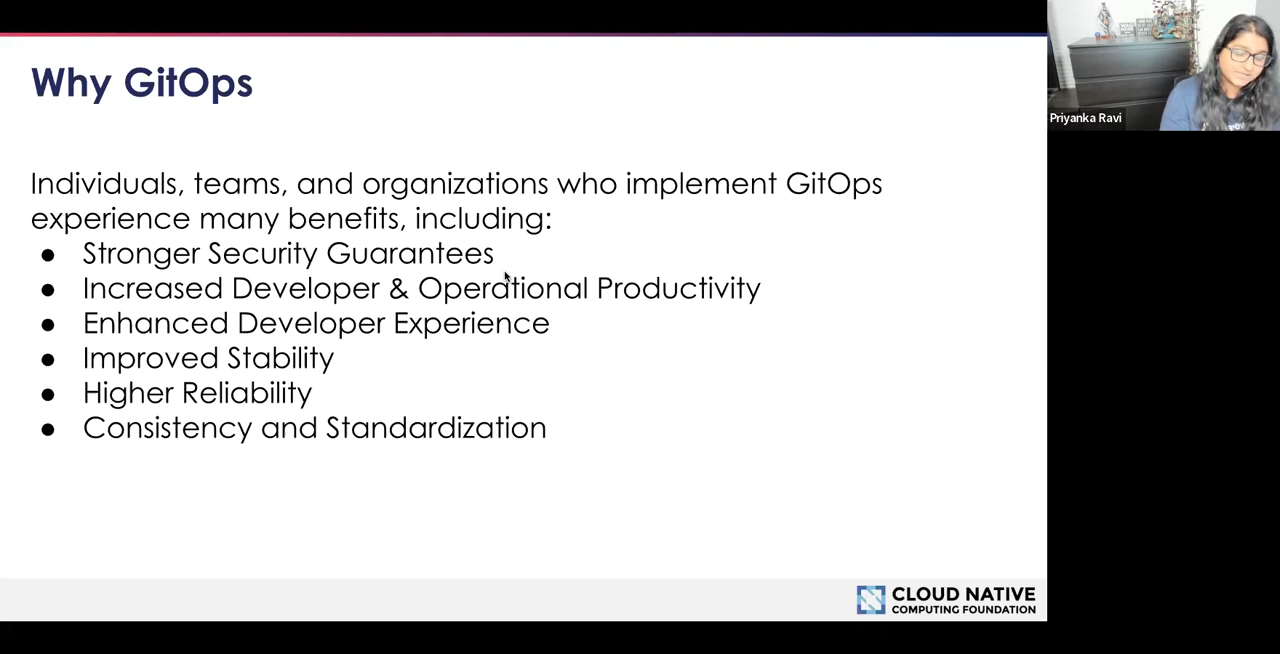 Why GitOps
Individuals, teams, and organizations who implement GitOps
experience many benefits, including:
● Stronger Security Guarantees
● Increased Developer & Operational Productivity
● Enhanced Developer Experience
● Improved Stability
● Higher Reliability
● Consistency and Standardization
CLOUD NATIVE
COMPUTING FOUNDATION
Priyanka Ravi